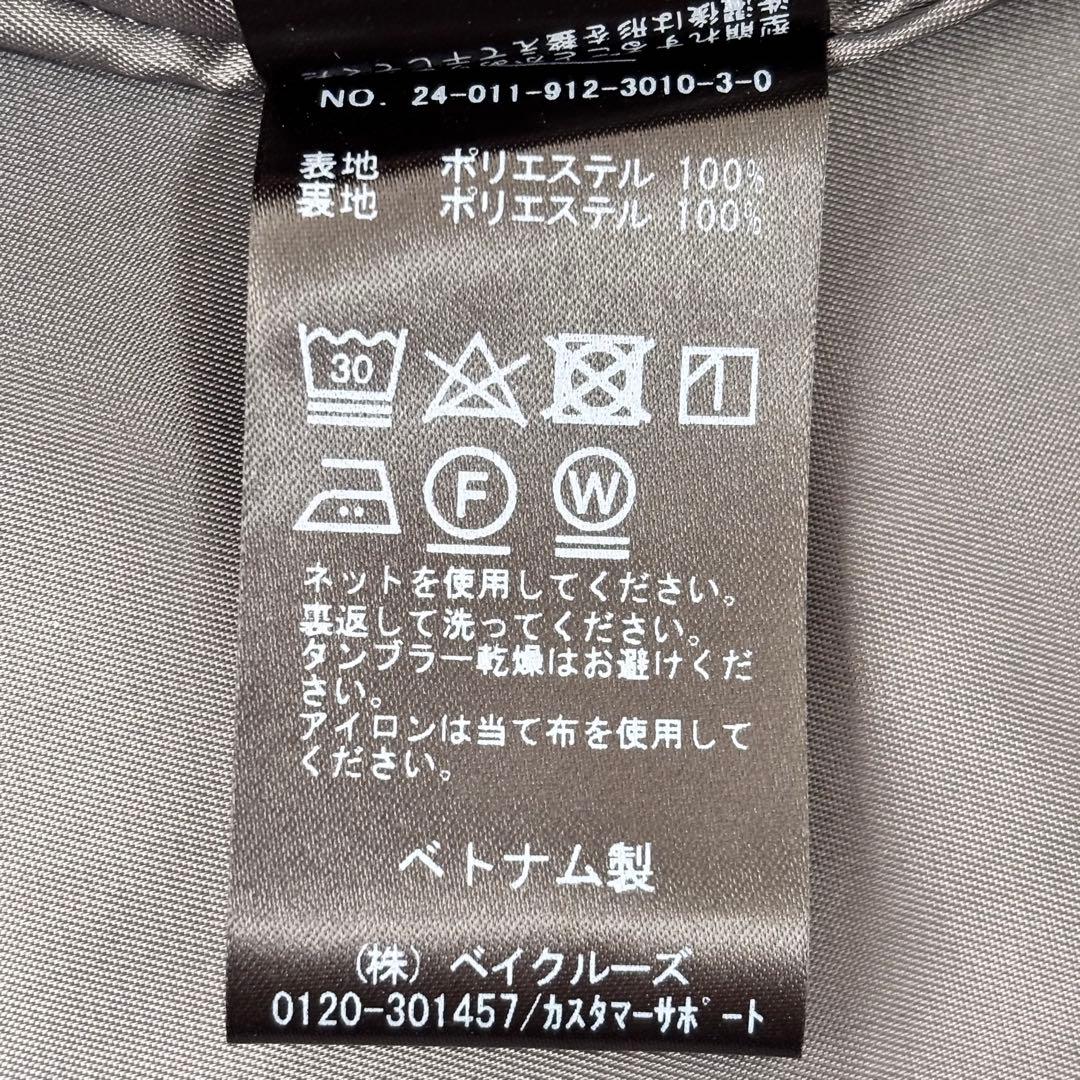 NO. 24-011-912-3010-3-0
表地 ポリエステル 100%
裏地 ポリエステル 100%
30
F
W
ネットを使用してください。
裏返して洗ってください。
タンブラー乾燥はお避けくだ
さい。
アイロンは当て布を使用して
ください。
ベトナム製
(株) ベイクルーズ
0120-301457/ｶｽﾀﾏｰｻﾎﾟｰﾄ